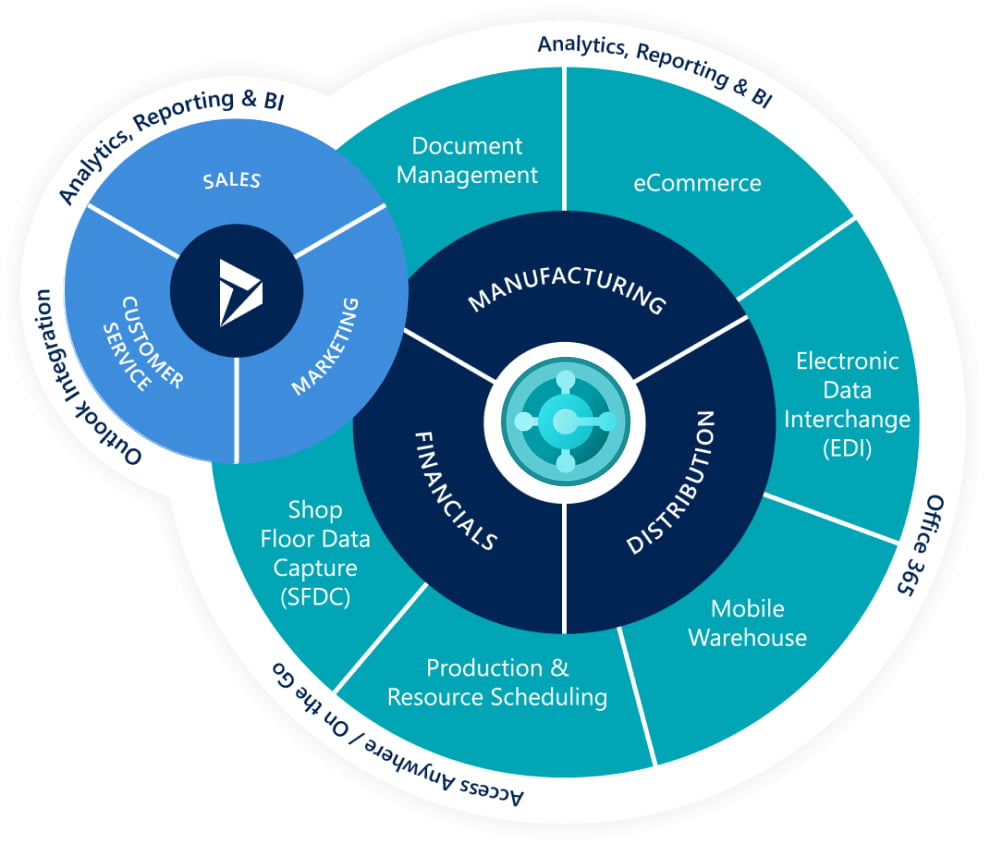 Analytics, Reporting & BI
SALES
CUSTOMER
SERVICE
MARKETING
Outlook Integration
Analytics, Reporting & BI
Document
Management
eCommerce
Electronic
Data
Interchange
(EDI)
Mobile
Warehouse
Production &
Resource Scheduling
Shop
Floor Data
Capture
(SFDC)
MANUFACTURING
DISTRIBUTION
FINANCIALS
Office 365
Access Anywhere / On the Go